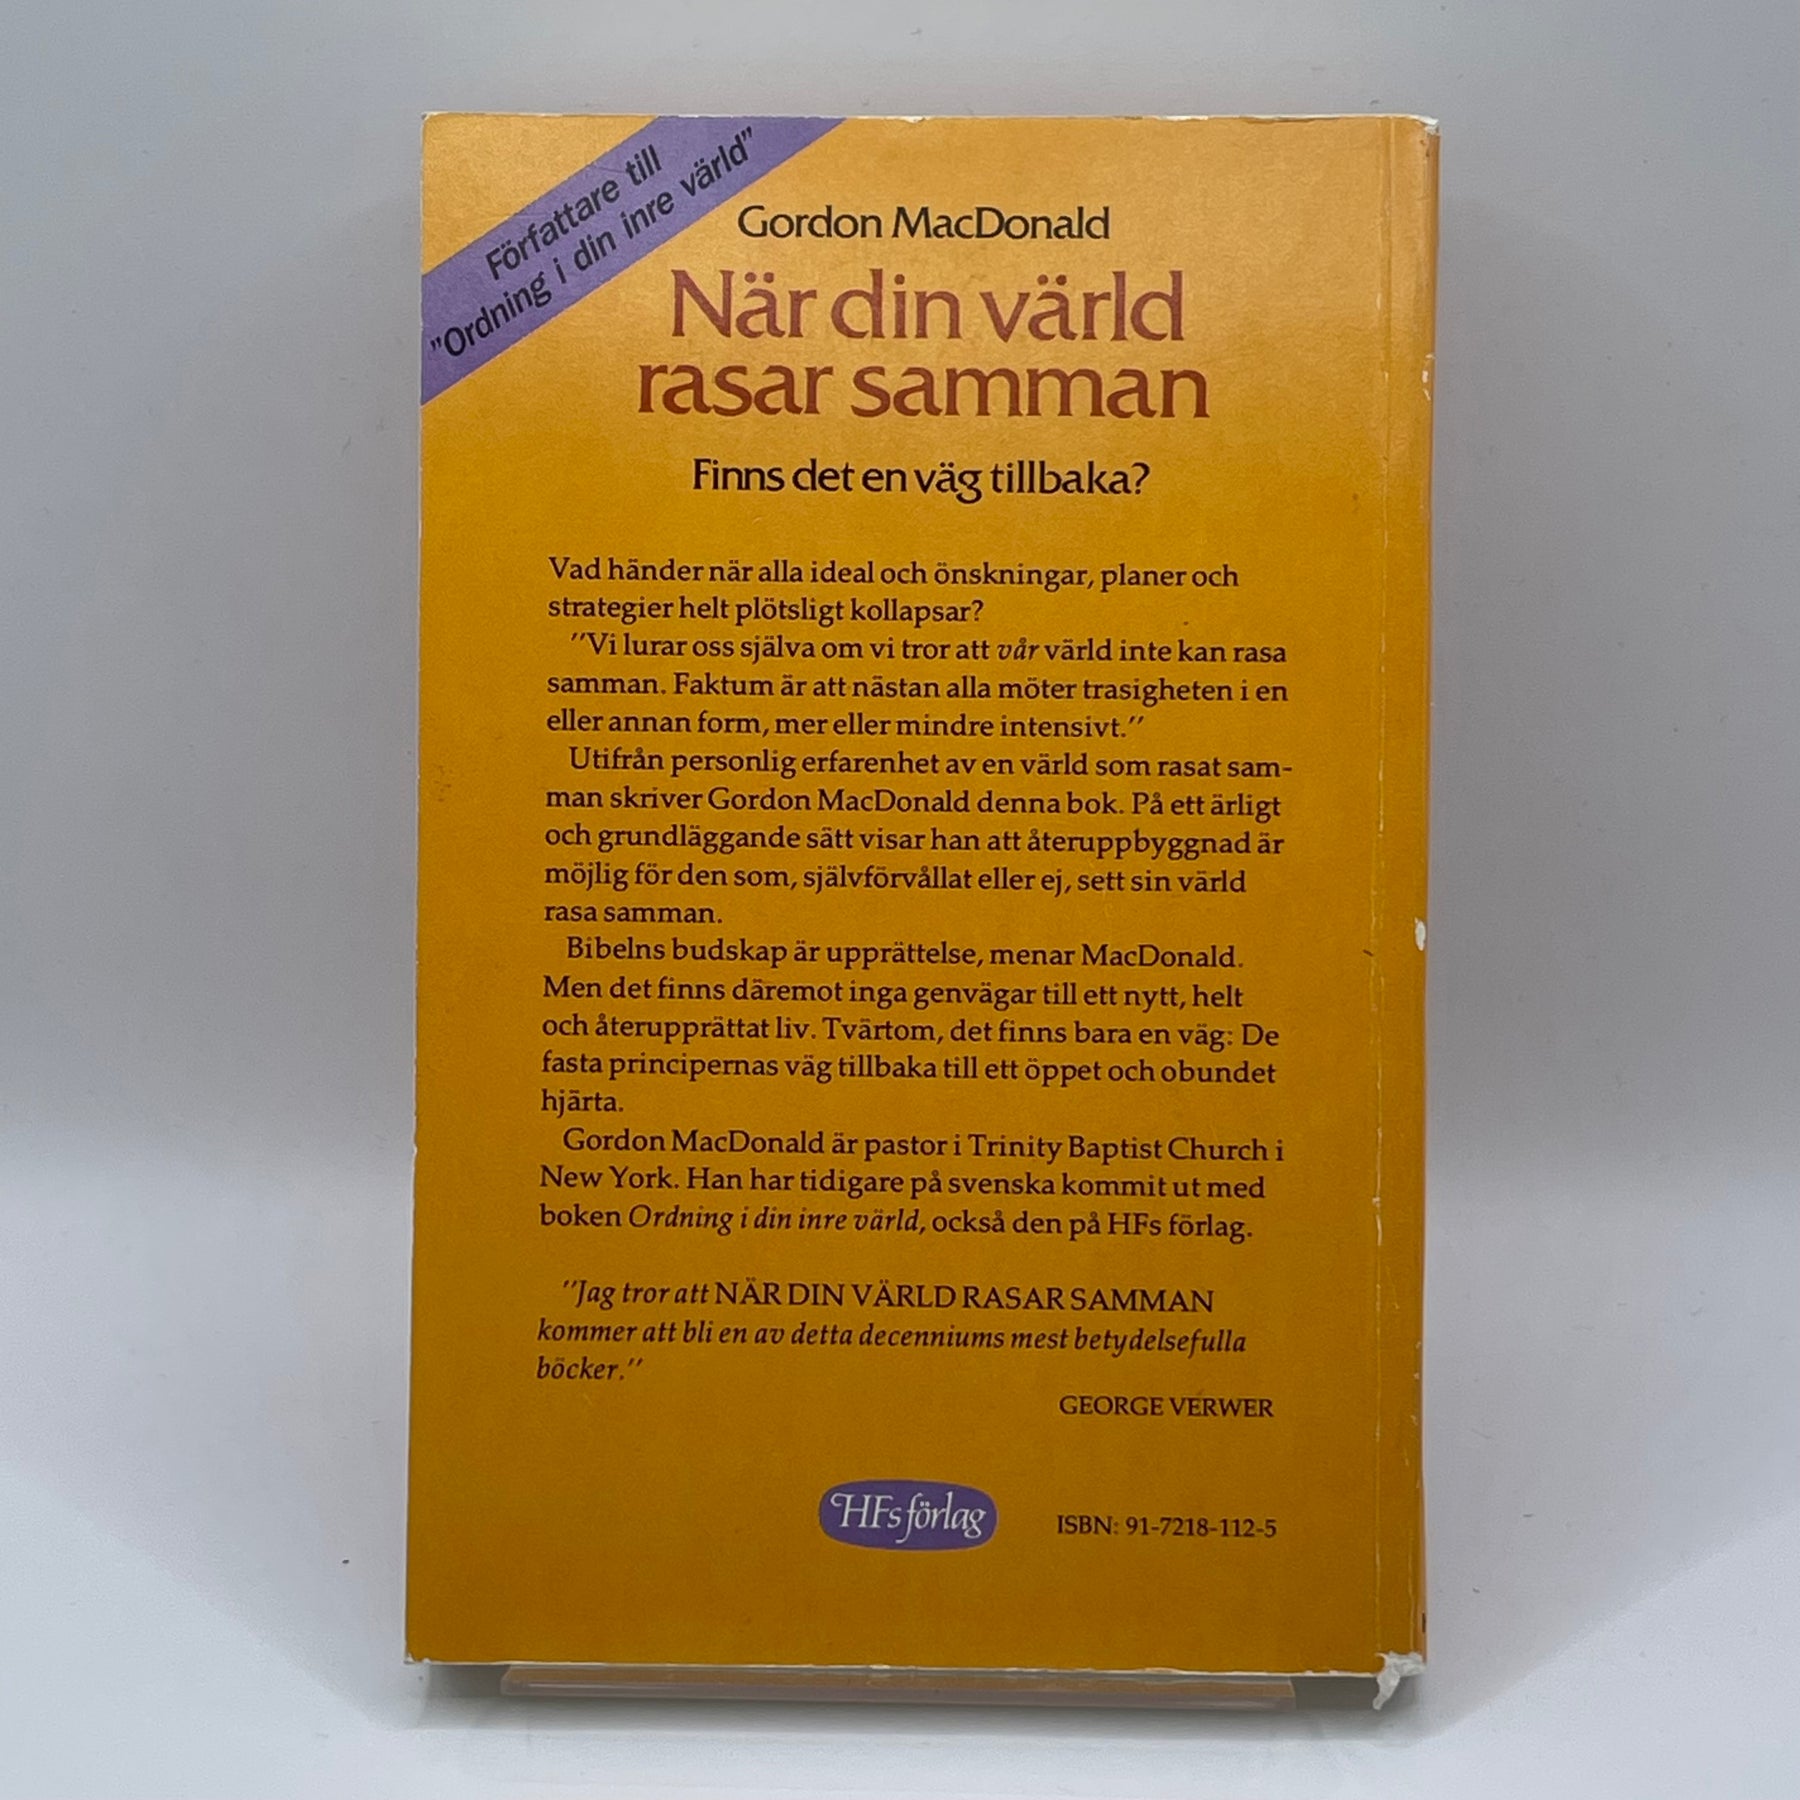 Författare till
”Ordning i din inre värld”
Gordon MacDonald
När din värld
rasar samman
Finns det en väg tillbaka?
Vad händer när alla ideal och önskningar, planer och
strategier helt plötsligt kollapsar?
”Vi lurar oss själva om vi tror att vår värld inte kan rasa
samman. Faktum är att nästan alla möter trasigheten i en
eller annan form, mer eller mindre intensivt.”
Utifrån personlig erfarenhet av en värld som rasat sam-
man skriver Gordon MacDonald denna bok. På ett ärligt
och grundläggande sätt visar han att återuppbyggnad är
möjlig för den som, självförvållat eller ej, sett sin värld
rasa samman.
Bibelns budskap är upprättelse, menar MacDonald.
Men det finns däremot inga genvägar till ett nytt, helt
och återupprättat liv. Tvärtom, det finns bara en väg: De
fasta principernas väg tillbaka till ett öppet och obundet
hjärta.
Gordon MacDonald är pastor i Trinity Baptist Church i
New York. Han har tidigare på svenska kommit ut med
boken Ordning i din inre värld, också den på HFs förlag.
”Jag tror att NÄR DIN VÄRLD RASAR SAMMAN
kommer att bli en av detta decenniums mest betydelsefulla
böcker.”
GEORGE VERWER
HFs förlag
ISBN: 91-7218-112-5